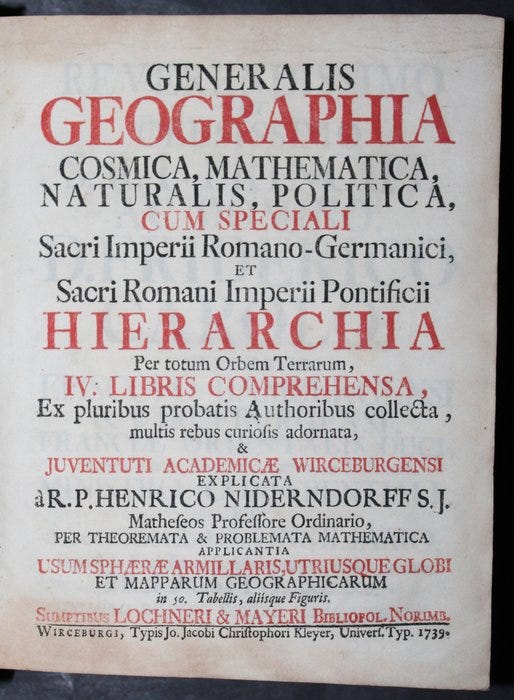 GENERALIS
GEOGRAPHIA
COSMICA, MATHEMATICA,
NATURALIS, POLITICA,
CUM SPECIALI
Sacri Imperii Romano-Germanici,
ET
Sacri Romani Imperii Pontificii
HIERARCHIA
Per totum Orbem Terrarum,
IV. LIBRIS COMPREHENSA,
Ex pluribus probatis Authoribus collecta,
multis rebus curiosis adornata,
&
JUVENTUTI ACADEMICÆ WIRCEBURGENSI
EXPLICATA
à R. P. HENRICO NIDERNDORFF S. J.
Matheseos Professore Ordinario,
PER THEOREMATA & PROBLEMATA MATHEMATICA
APPLICANTIA
USUM SPHÆRÆ ARMILLARIS, UTRIUSQUE GLOBI
ET MAPPARUM GEOGRAPHICARUM
in 50. Tabellis, aliisque Figuris.
SUMPTIBUS LOCHNERI & MAYERI BIBLIOPOL. NORIMB.
WIRCEBURGI, Typis Jo. Jacobi Christophori Kleyer, Universs. Typ. 1739.